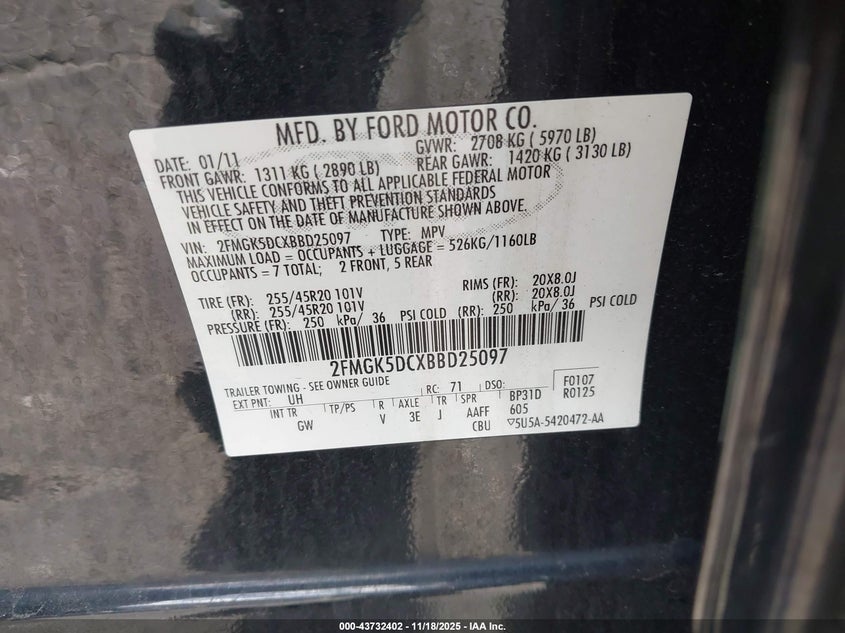 MFD. BY FORD MOTOR CO.
DATE: 01/11 GVWR: 2708 KG ( 5970 LB)
FRONT GAWR: 1311 KG ( 2890 LB) REAR GAWR: 1420 KG ( 3130 LB)
THIS VEHICLE CONFORMS TO ALL APPLICABLE FEDERAL MOTOR
VEHICLE SAFETY AND THEFT PREVENTION STANDARDS
IN EFFECT ON THE DATE OF MANUFACTURE SHOWN ABOVE.
VIN: 2FMGK5DCXBBD25097 TYPE: MPV
MAXIMUM LOAD = OCCUPANTS + LUGGAGE = 526KG/1160LB
OCCUPANTS = 7 TOTAL; 2 FRONT, 5 REAR
TIRE (FR): 255/45R20 101V RIMS (FR): 20X8.0J
(RR): 255/45R20 101V (RR): 20X8.0J
PRESSURE (FR): 250 kPa/ 36 PSI COLD (RR): 250 kPa/ 36 PSI COLD
2FMGK5DCXBBD25097
TRAILER TOWING - SEE OWNER GUIDE
EXT PNT: UH RC: 71 DSO: BP31D F0107
INT TR TP/PS R AXLE TR SPR 605 R0125
GW V 3E J AAFF
CBU ▽5U5A-5420472-AA
000-43732402 - 11/18/2025 - IAA, Inc.